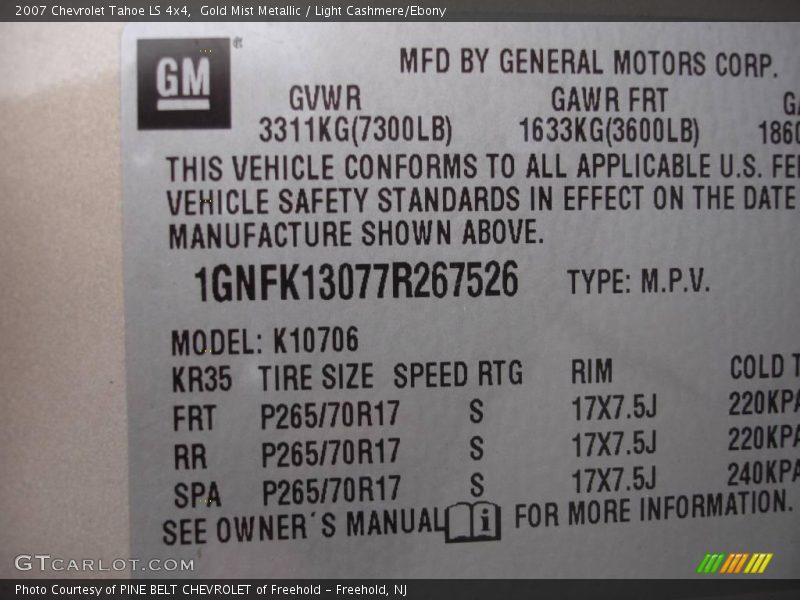 2007 Chevrolet Tahoe LS 4x4,  Gold Mist Metallic / Light Cashmere/Ebony
GM ®
MFD BY GENERAL MOTORS CORP.
GVWR GAWR FRT GA
3311KG(7300LB) 1633KG(3600LB) 1860
THIS VEHICLE CONFORMS TO ALL APPLICABLE U.S. FE
VEHICLE SAFETY STANDARDS IN EFFECT ON THE DATE
MANUFACTURE SHOWN ABOVE.
1GNFK13077R267526 TYPE: M.P.V.
MODEL: K10706
KR35 TIRE SIZE SPEED RTG RIM COLD T
FRT P265/70R17 S 17X7.5J 220KPA
RR P265/70R17 S 17X7.5J 220KPA
SPA P265/70R17 S 17X7.5J 240KPA
SEE OWNER´S MANUAL i FOR MORE INFORMATION.
GTCARLOT.COM
Photo Courtesy of PINE BELT CHEVROLET of Freehold – Freehold, NJ